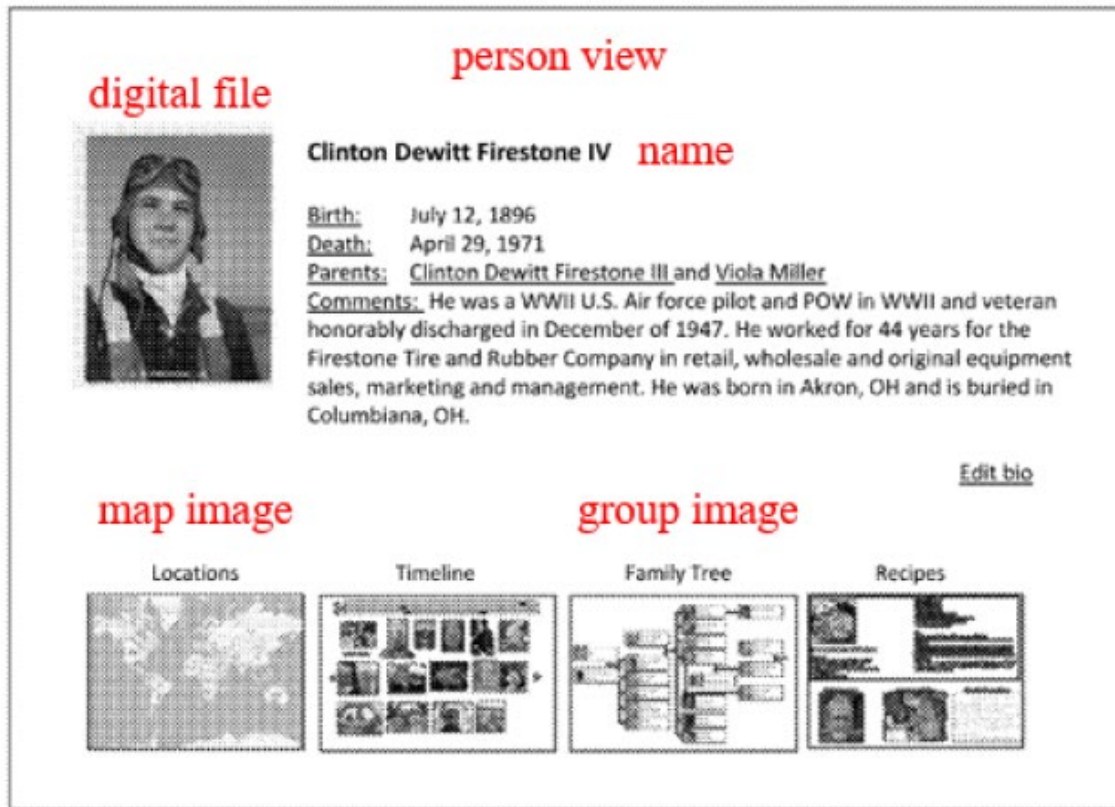 person view
digital file
Clinton Dewitt Firestone IV name
Birth: July 12, 1896
Death: April 29, 1971
Parents: Clinton Dewitt Firestone III and Viola Miller
Comments: He was a WWII U.S. Air force pilot and POW in WWII and veteran
honorably discharged in December of 1947. He worked for 44 years for the
Firestone Tire and Rubber Company in retail, wholesale and original equipment
sales, marketing and management. He was born in Akron, OH and is buried in
Columbiana, OH.
Edit bio
map image group image
Locations Timeline Family Tree Recipes